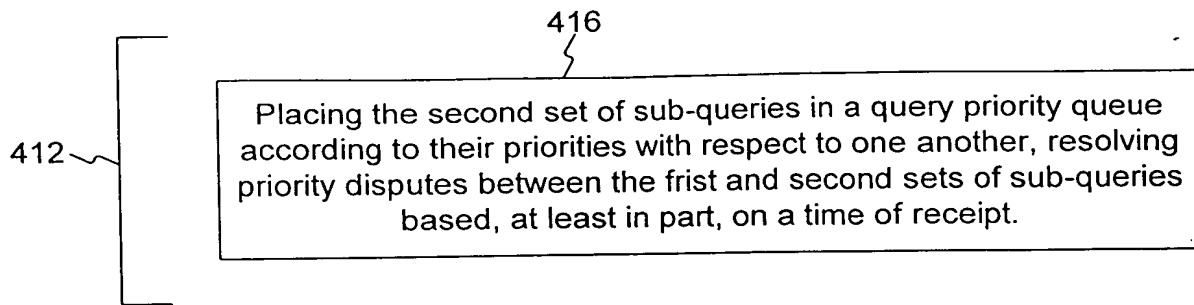 416
412
Placing the second set of sub-queries in a query priority queue
according to their priorities with respect to one another, resolving
priority disputes between the frist and second sets of sub-queries
based, at least in part, on a time of receipt.